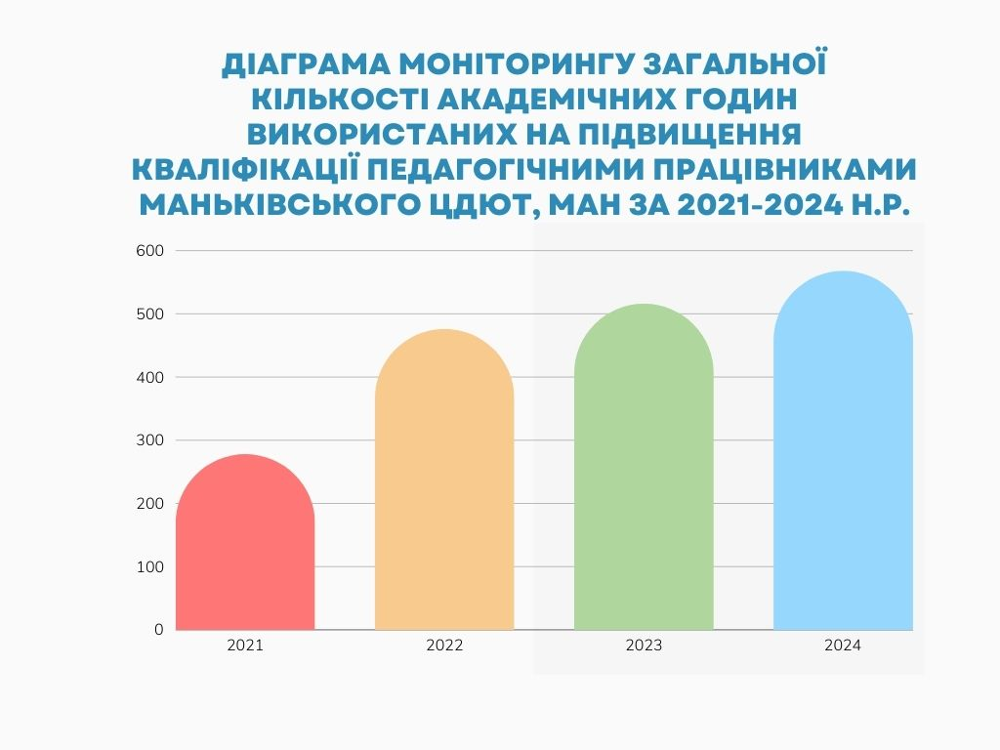 ДІАГРАМА МОНІТОРИНГУ ЗАГАЛЬНОЇ
КІЛЬКОСТІ АКАДЕМІЧНИХ ГОДИН
ВИКОРИСТАНИХ НА ПІДВИЩЕННЯ
КВАЛІФІКАЦІЇ ПЕДАГОГІЧНИМИ ПРАЦІВНИКАМИ
МАНЬКІВСЬКОГО ЦДЮТ, МАН ЗА 2021-2024 Н.Р.
600
500
400
300
200
100
0
2021 2022 2023 2024